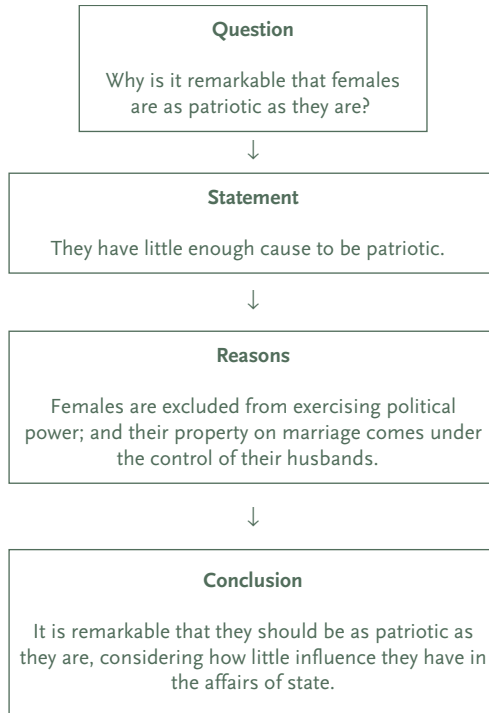 Question
Why is it remarkable that females
are as patriotic as they are?
↓
Statement
They have little enough cause to be patriotic.
↓
Reasons
Females are excluded from exercising political
power; and their property on marriage comes under
the control of their husbands.
↓
Conclusion
It is remarkable that they should be as patriotic as
they are, considering how little influence they have in
the affairs of state.